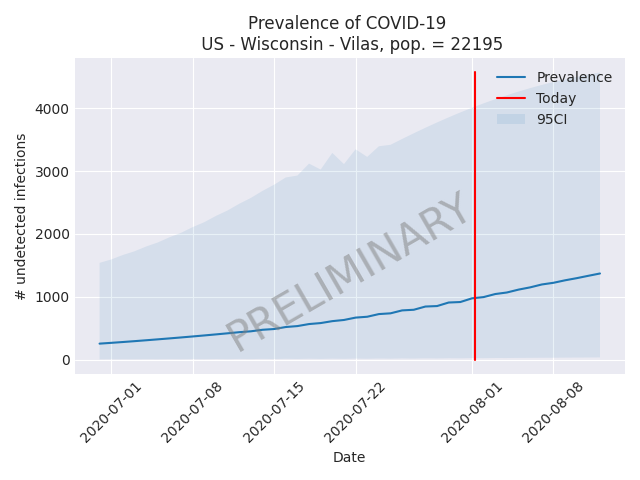 Prevalence of COVID-19
US - Wisconsin - Vilas, pop. = 22195
Prevalence
Today
95CI
4000
3000
2000
1000
0
# undetected infections
PRELIMINARY
2020-07-01
2020-07-08
2020-07-15
2020-07-22
2020-08-01
2020-08-08
Date